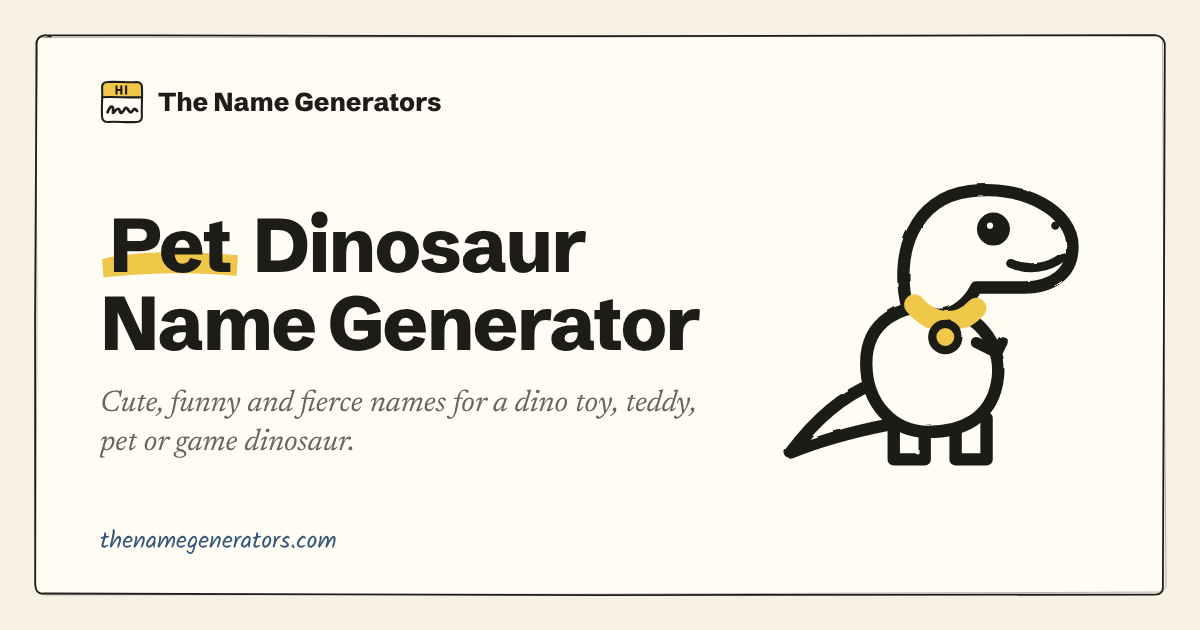 HI
The Name Generators
Pet Dinosaur
Name Generator
Cute, funny and fierce names for a dino toy, teddy,
pet or game dinosaur.
thenamegenerators.com